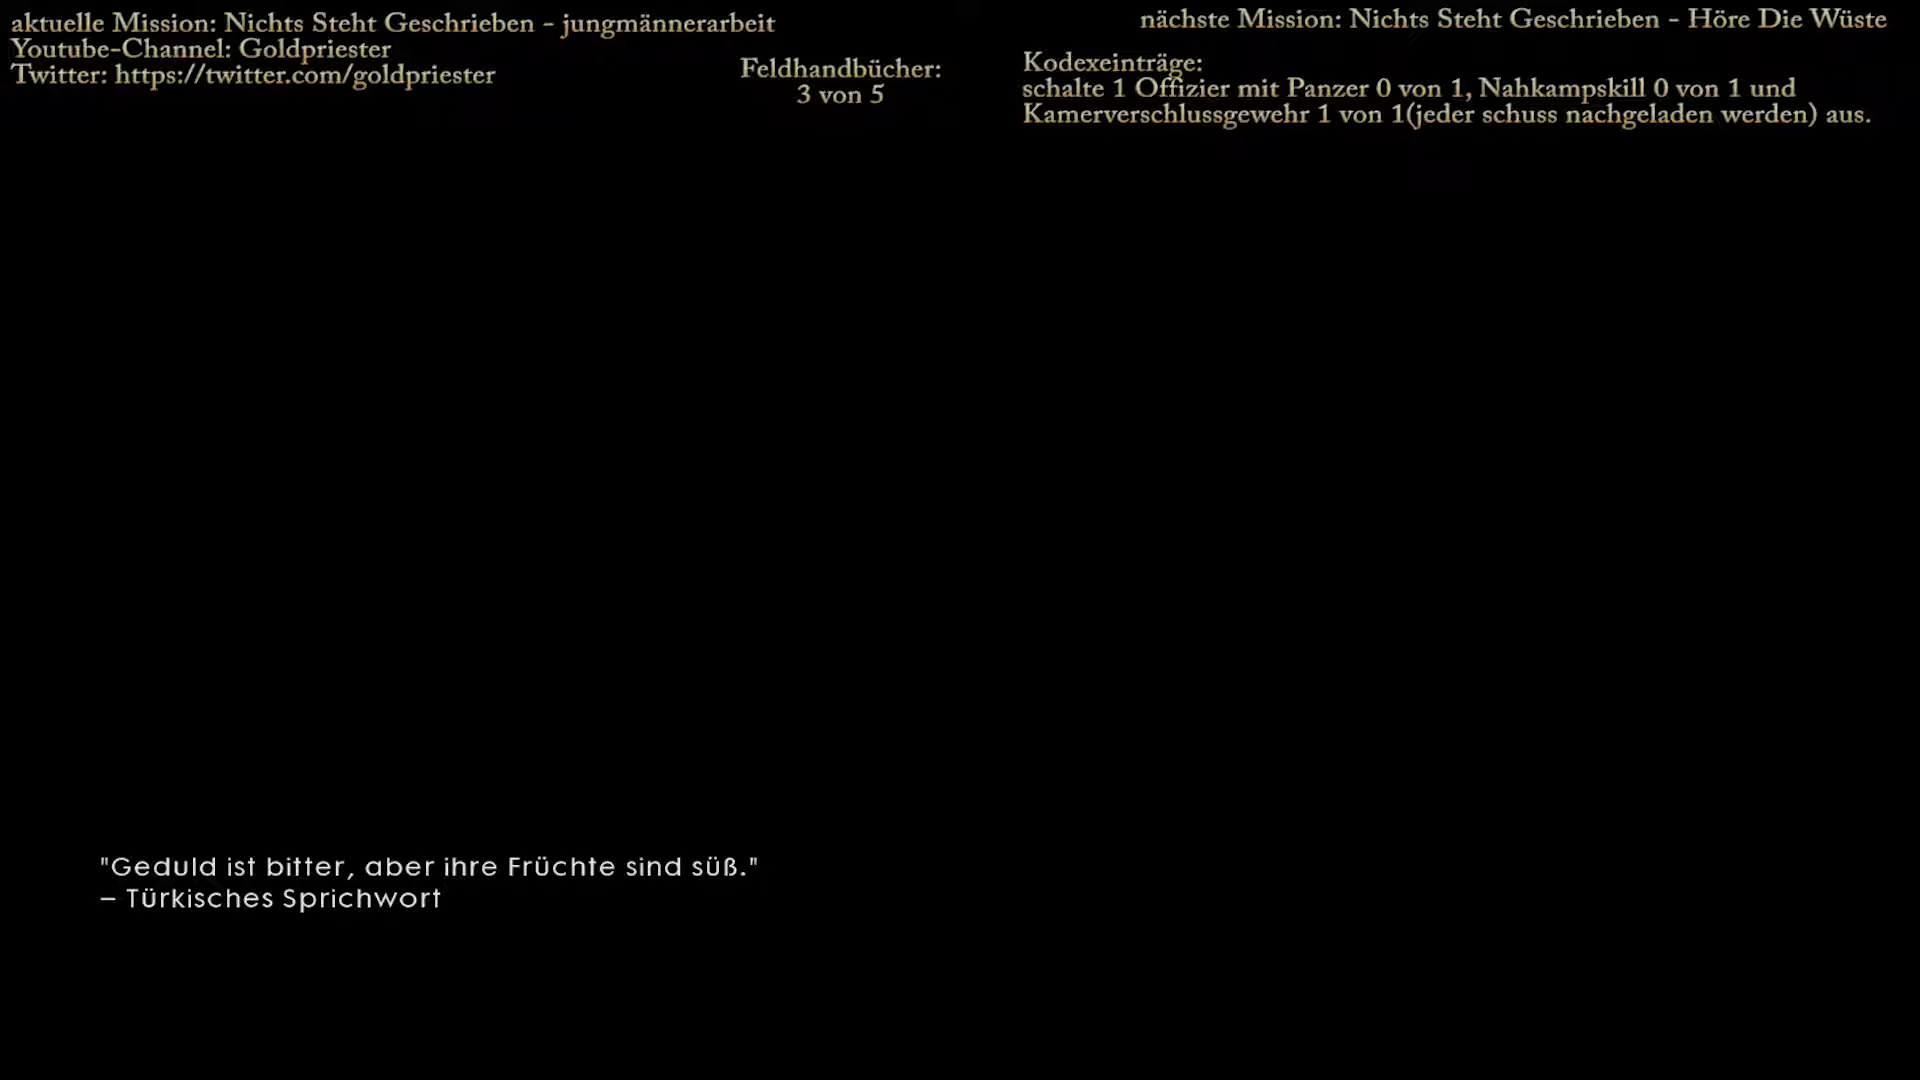 aktuelle Mission: Nichts Steht Geschrieben - jungmännerarbeit
Youtube-Channel: Goldpriester
Twitter: https://twitter.com/goldpriester
Feldhandbücher:
3 von 5
nächste Mission: Nichts Steht Geschrieben - Höre Die Wüste
Kodexeinträge:
schalte 1 Offizier mit Panzer 0 von 1, Nahkampskill 0 von 1 und
Kamerverschlussgewehr 1 von 1(jeder schuss nachgeladen werden) aus.
"Geduld ist bitter, aber ihre Früchte sind süß."
– Türkisches Sprichwort